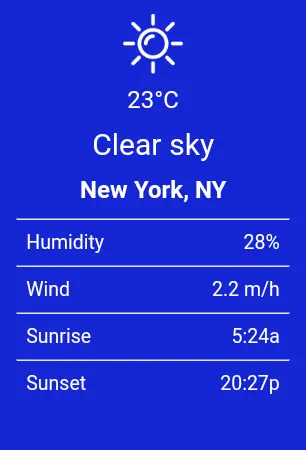 23°C
Clear sky
New York, NY
Humidity 28%
Wind 2.2 m/h
Sunrise 5:24a
Sunset 20:27p